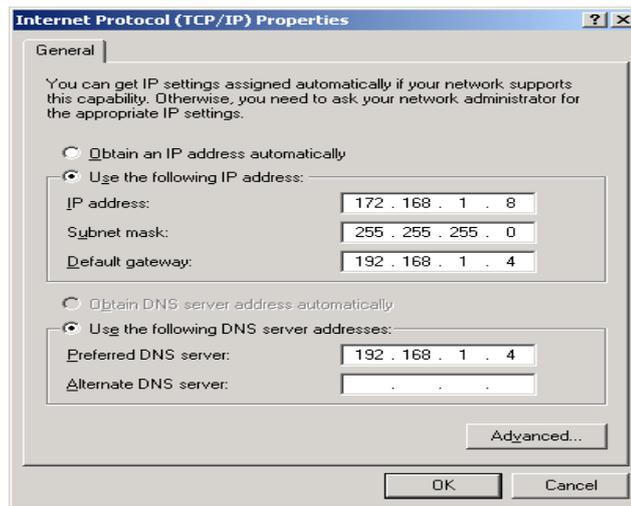 Internet Protocol (TCP/IP) Properties
General
You can get IP settings assigned automatically if your network supports
this capability. Otherwise, you need to ask your network administrator for
the appropriate IP settings.
Obtain an IP address automatically
Use the following IP address:
IP address: 172 . 168 . 1 . 8
Subnet mask: 255 . 255 . 255 . 0
Default gateway: 192 . 168 . 1 . 4
Obtain DNS server address automatically
Use the following DNS server addresses:
Preferred DNS server: 192 . 168 . 1 . 4
Alternate DNS server: . . .
Advanced...
OK Cancel